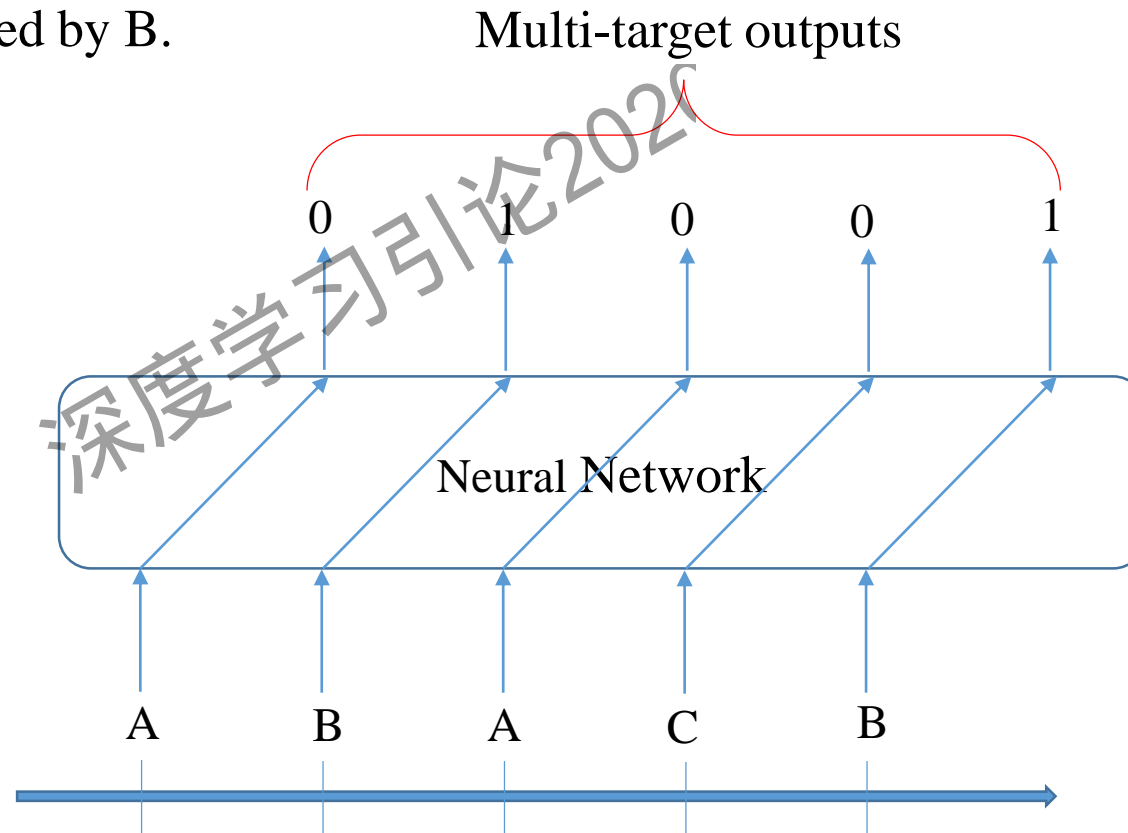 ed by B.
Multi-target outputs
深度学习引论202
0 1 0 0 1
Neural Network
A B A C B